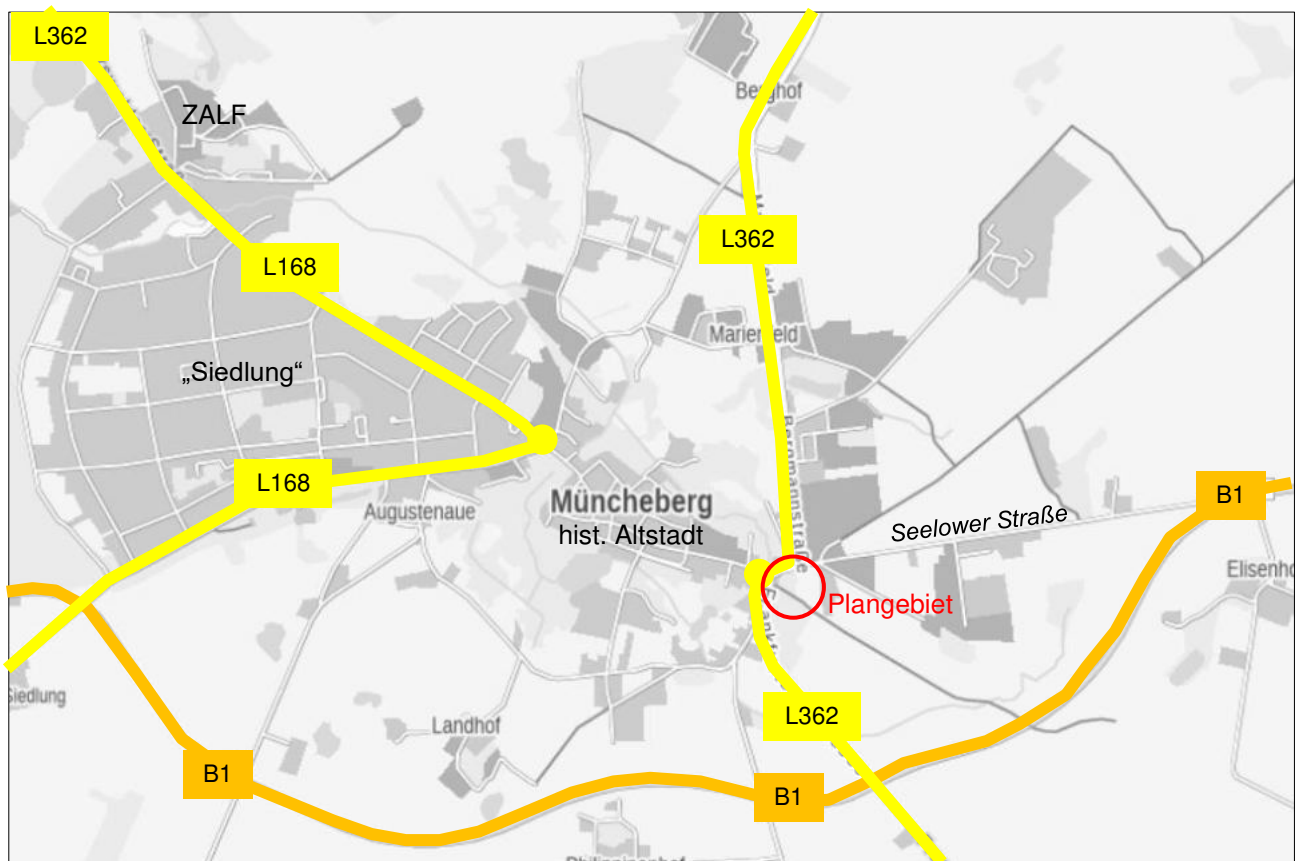 L362
ZALF
Berghof
L362
L168
Marienfeld
„Siedlung“
Bergmannstraße
L168
Müncheberg
hist. Altstadt
Augustenaue
B1
Seelower Straße
Elisenho
Plangebiet
Siedlung
Landhof
L362
B1
B1